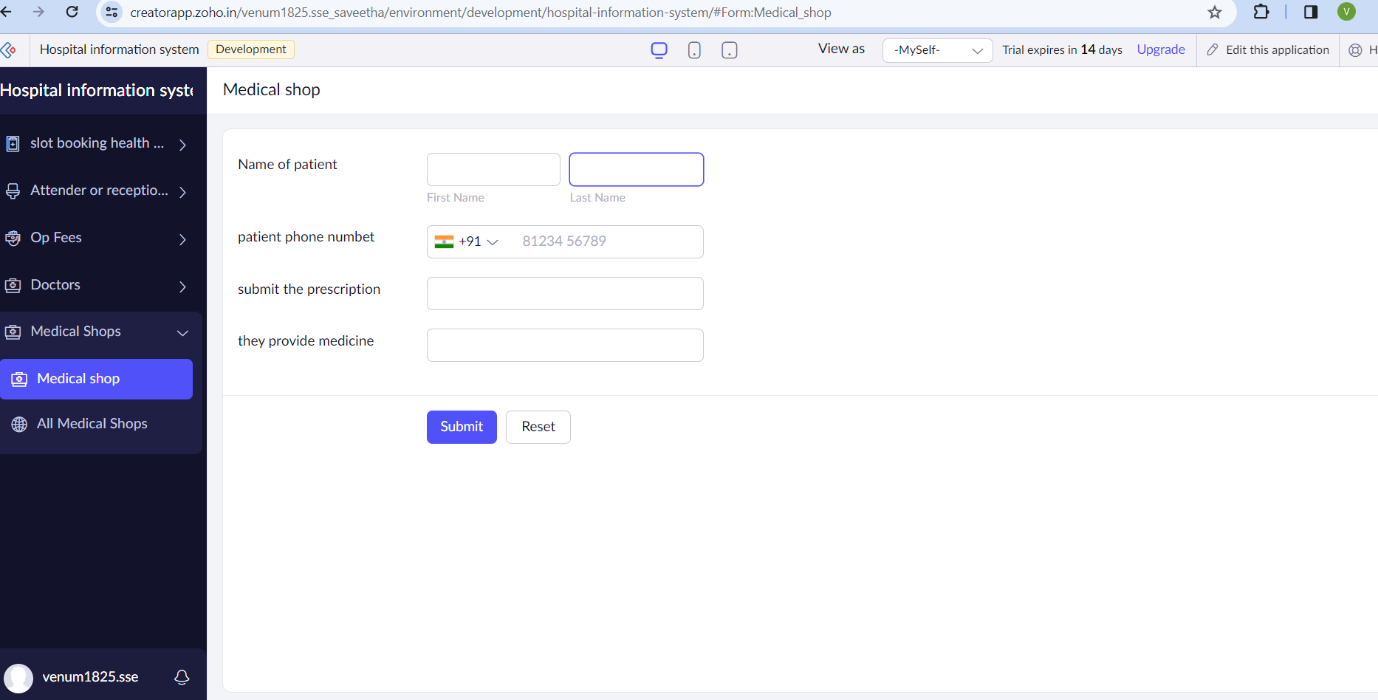 creatorapp.zoho.in/venum1825.sse_saveetha/environment/development/hospital-information-system/#Form:Medical_shop
V
Hospital information system Development View as -MySelf- Trial expires in 14 days Upgrade Edit this application H
Hospital information syste
Medical shop
slot booking health ...
Attender or receptio...
Op Fees
Doctors
Medical Shops
Medical shop
All Medical Shops
venum1825.sse
Name of patient
First Name Last Name
patient phone numbet +91 81234 56789
submit the prescription
they provide medicine
Submit Reset